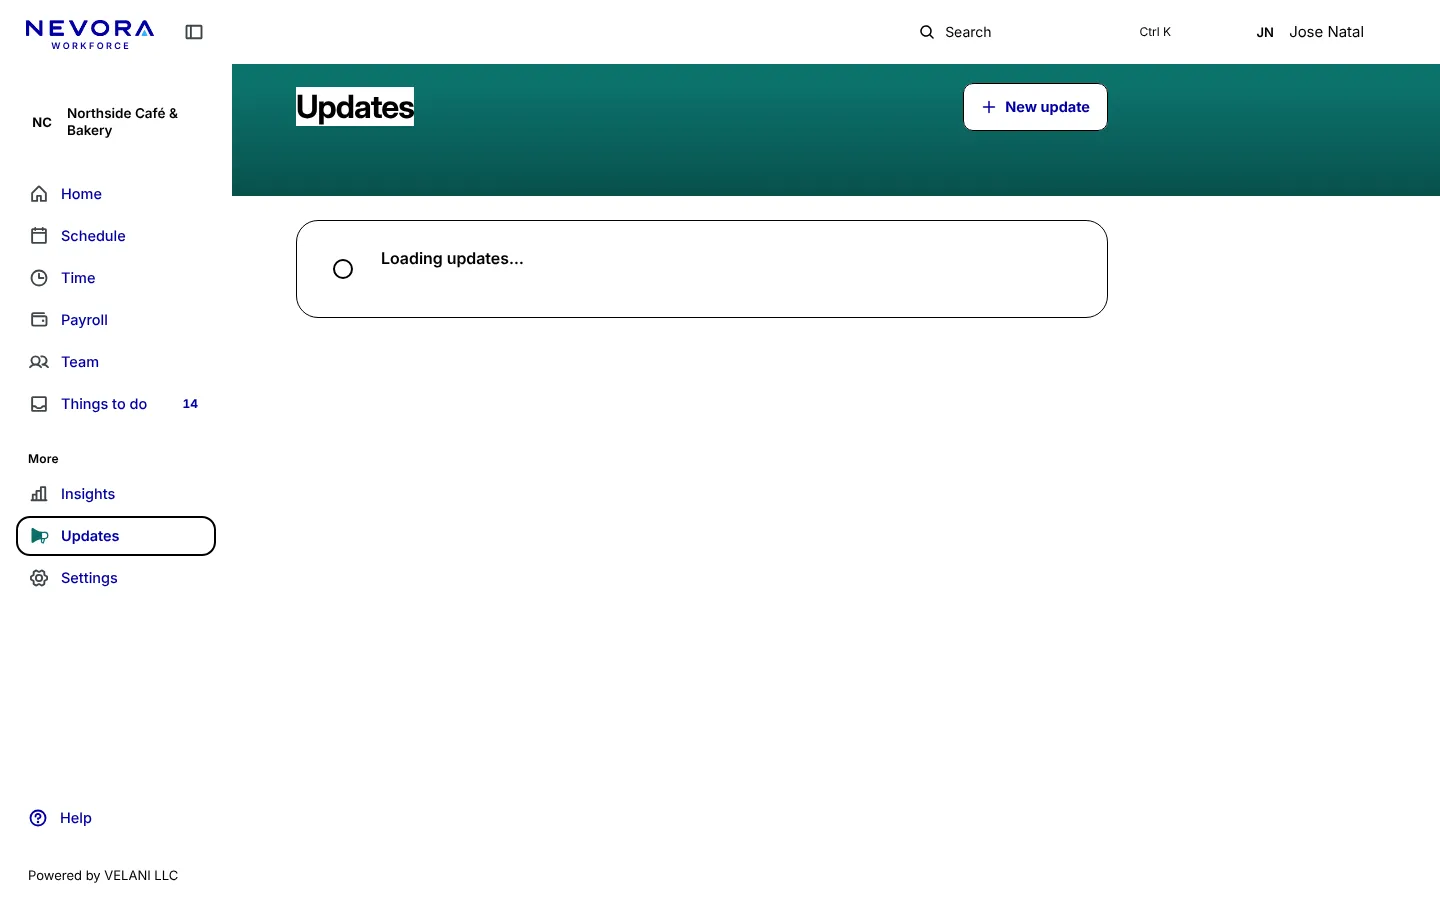 NEVORA
WORKFORCE
Search
Ctrl K
JN
Jose Natal
NC
Northside Café &
Bakery
Updates
New update
Home
Schedule
Time
Payroll
Team
Things to do
14
More
Insights
Updates
Settings
Loading updates...
Help
Powered by VELANI LLC